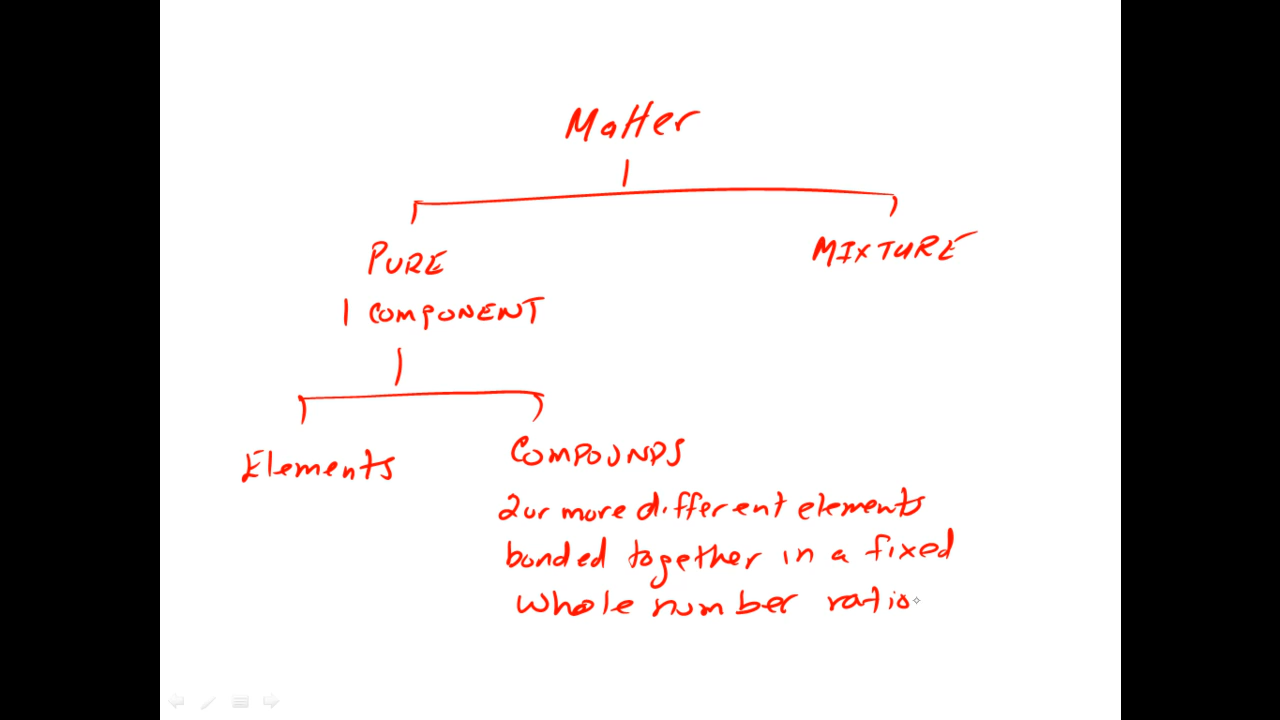 Matter
PURE
MIXTURE
1 COMPONENT
Elements
COMPOUNDS
2 or more different elements
bonded together in a fixed
whole number ratio